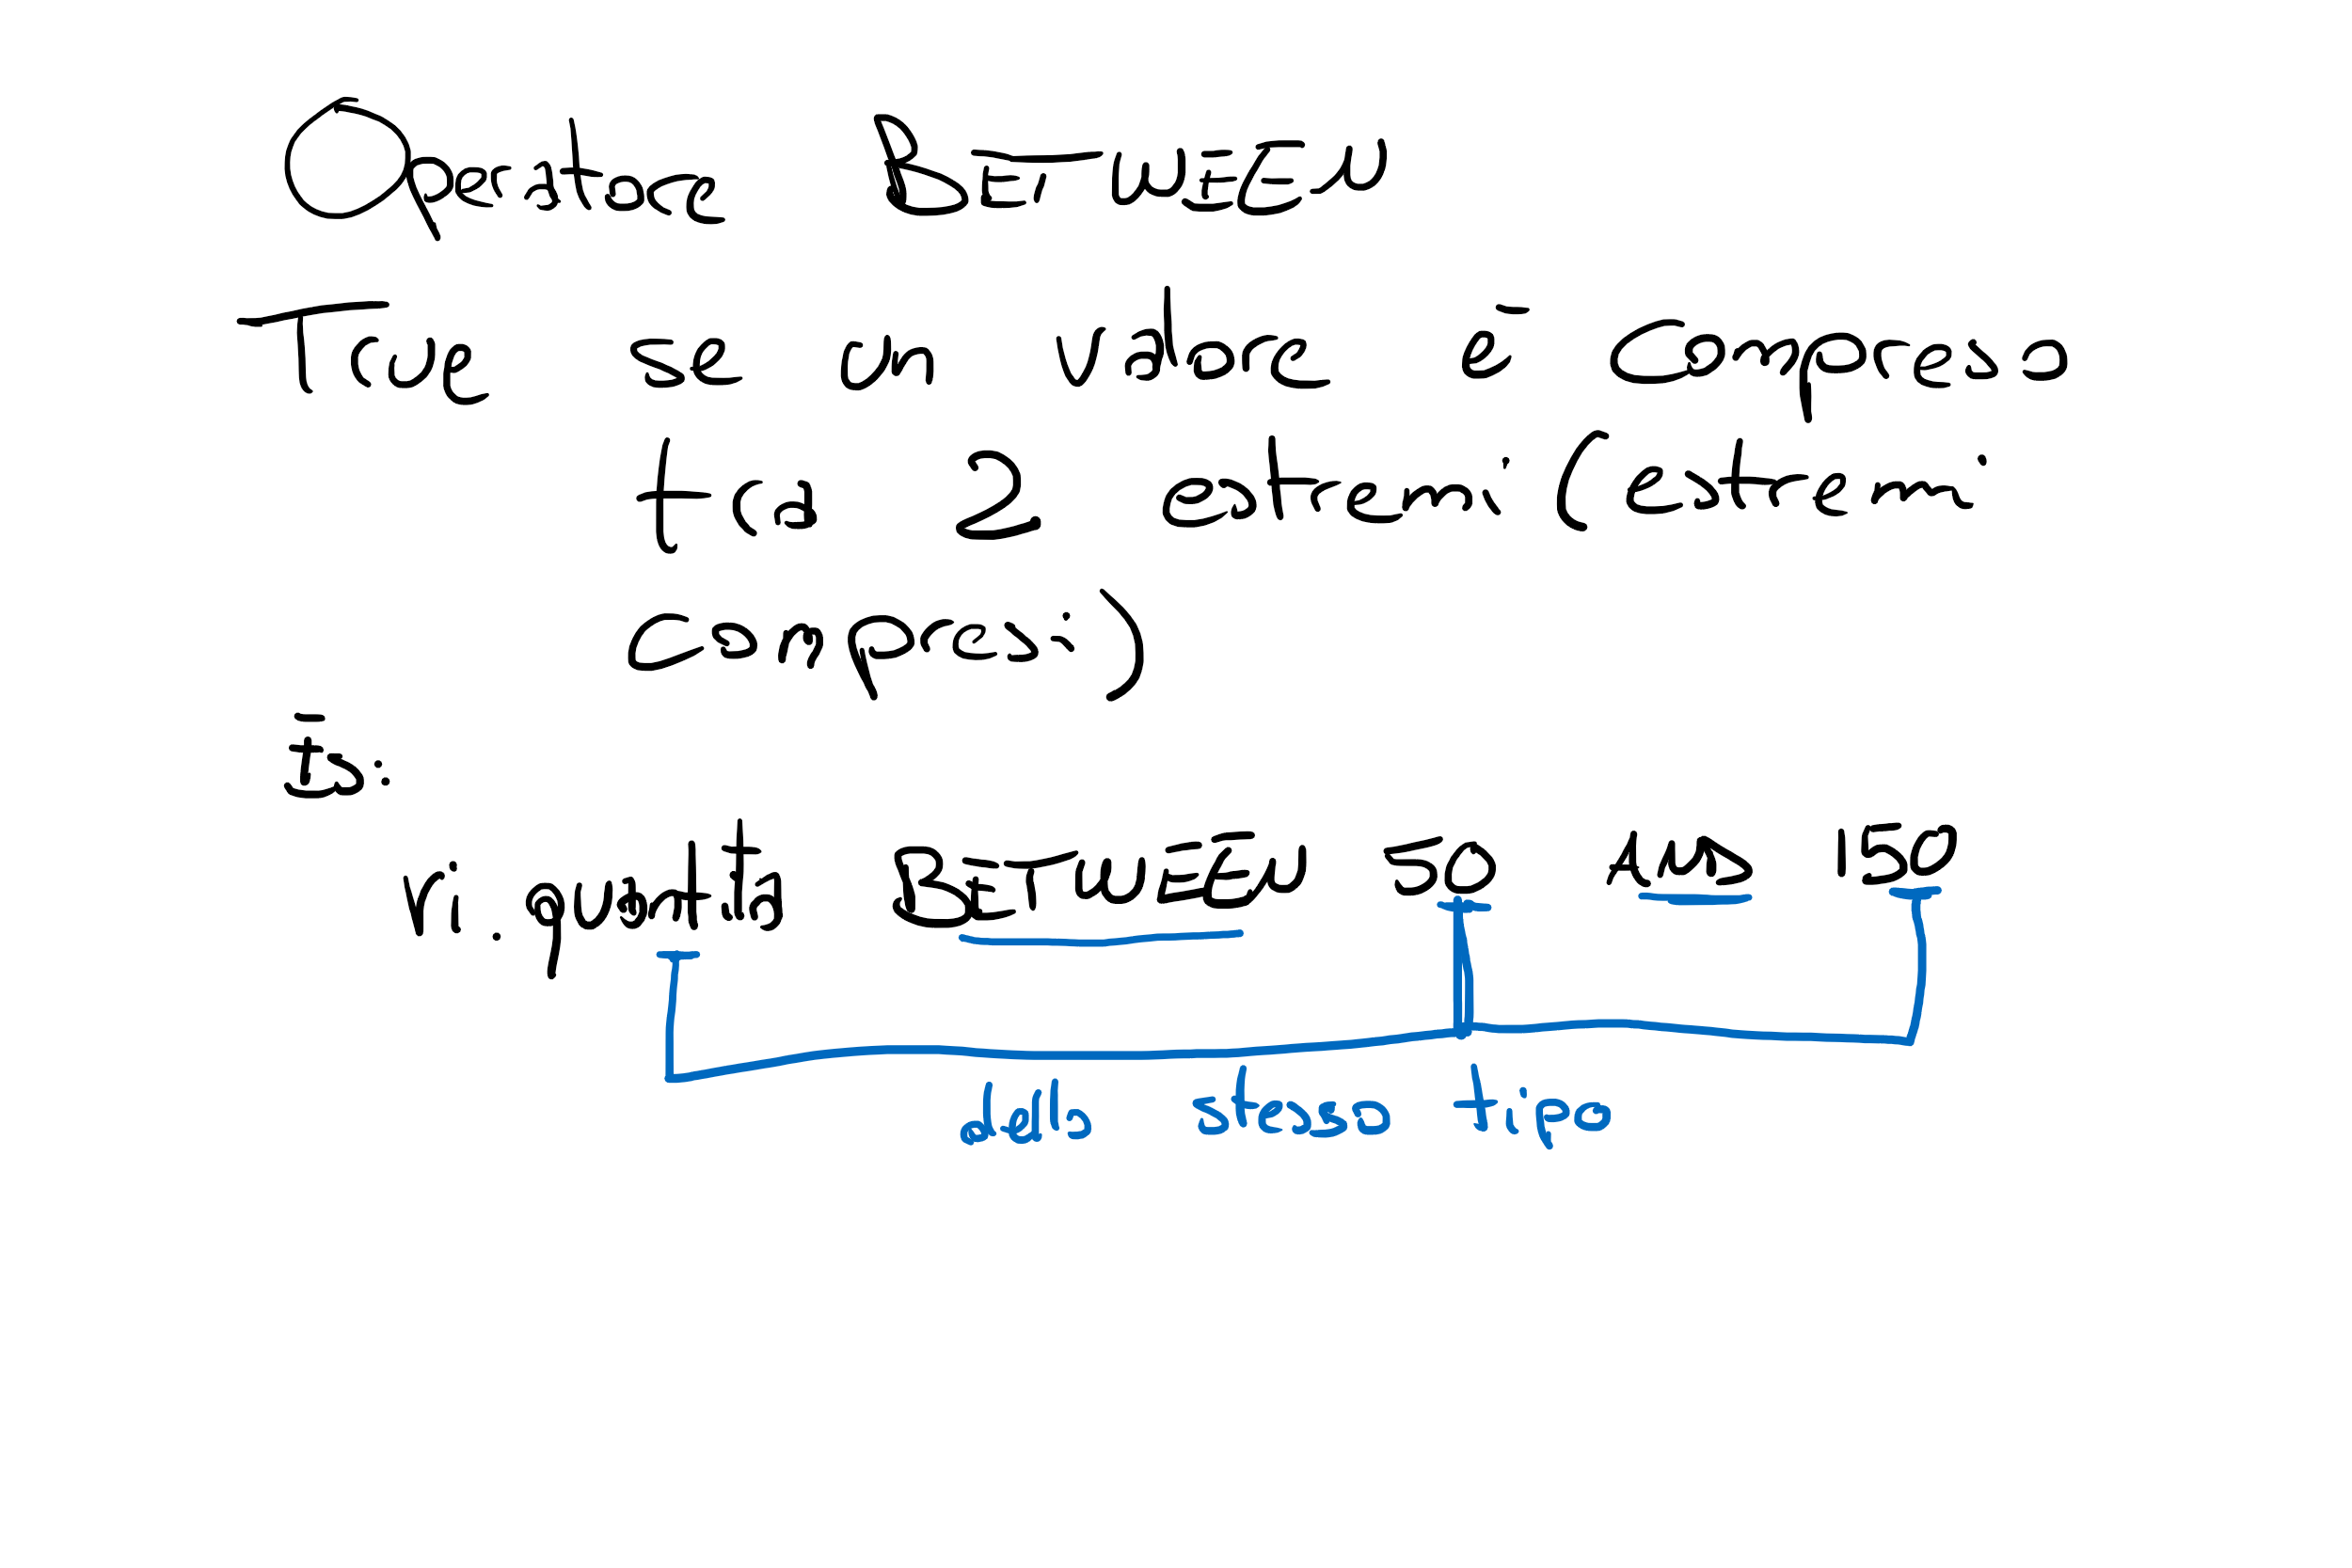 Operatore BETWEEN
True se un valore è compreso
tra 2 estremi (estremi
compresi)
Es:
ri.quantita BETWEEN 50 AND 150
dello stesso tipo